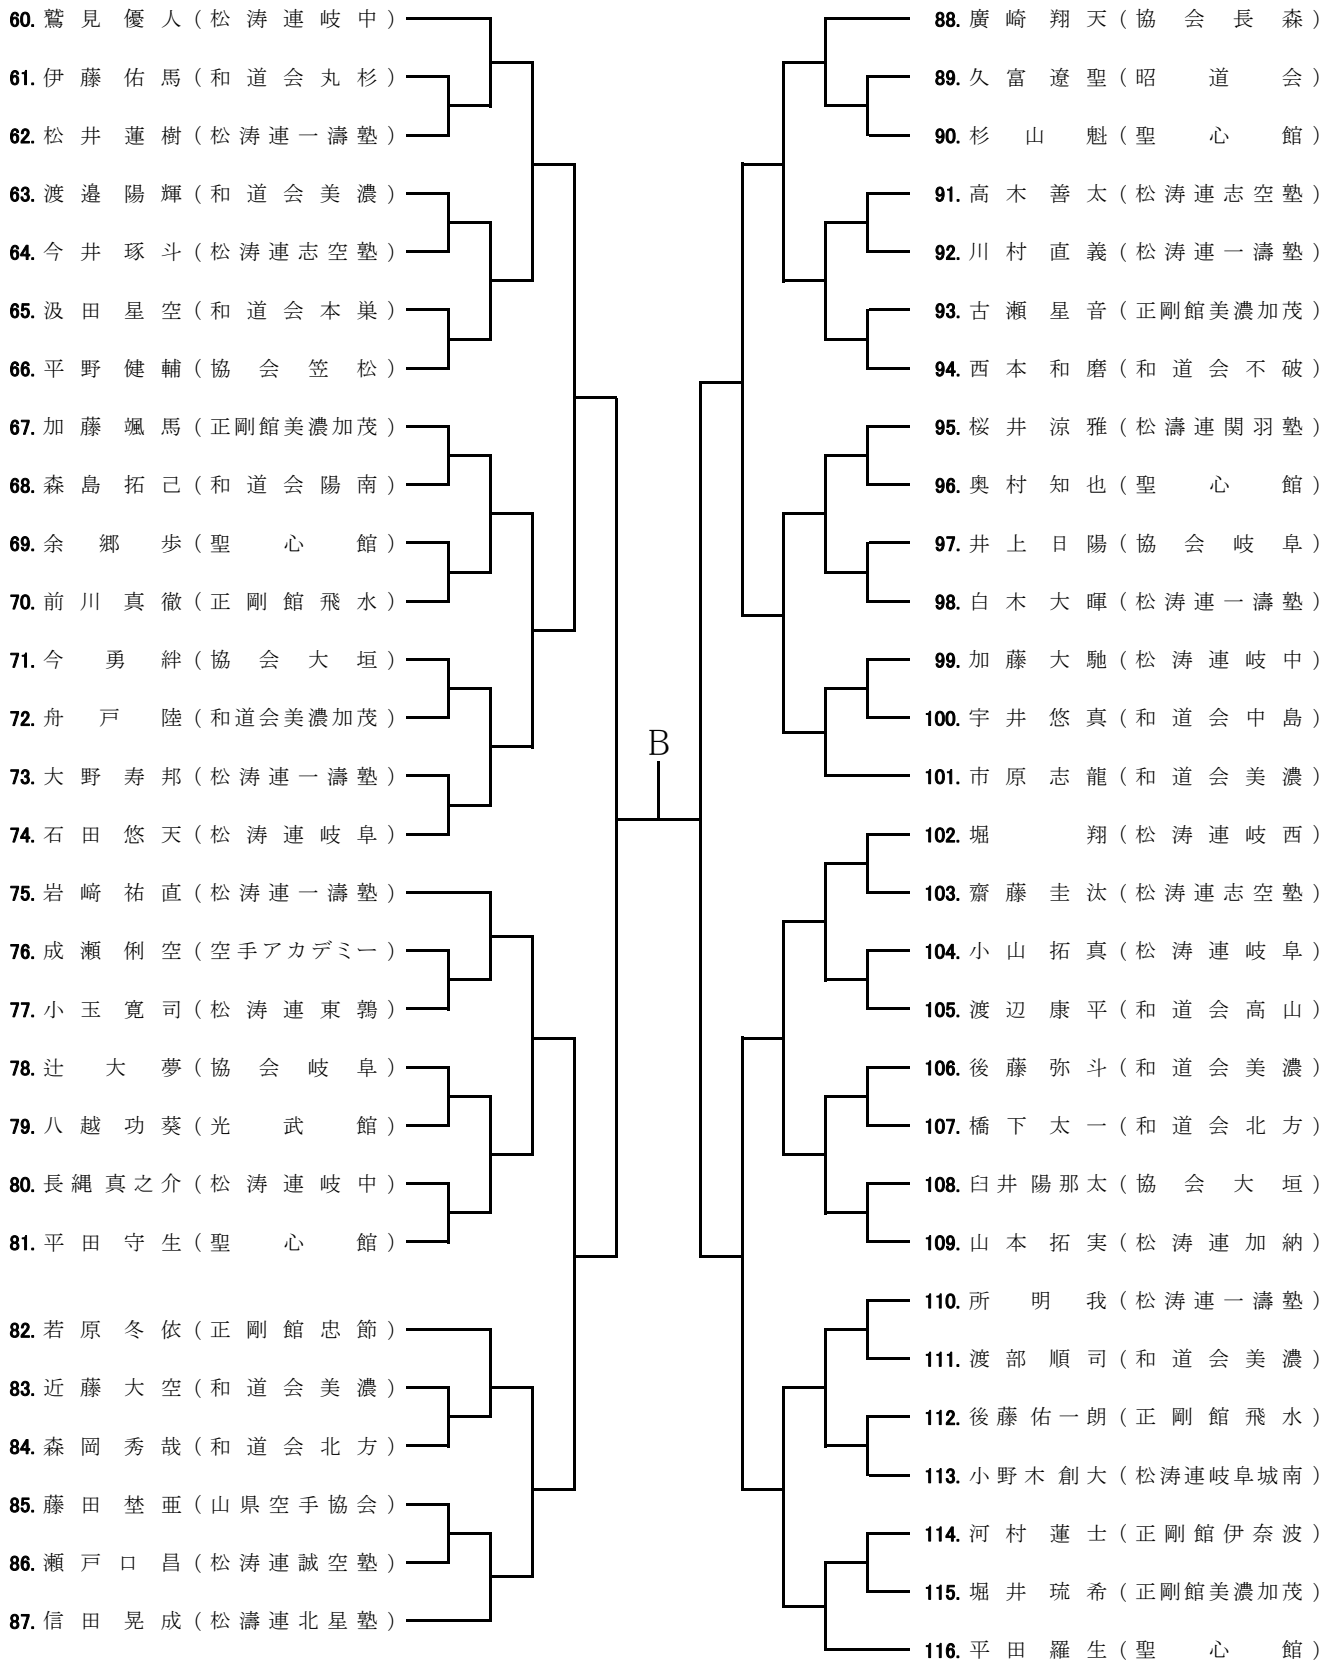 60. 鷲見優人(松涛連岐中)
61. 伊藤佑馬(和道会丸杉)
62. 松井蓮樹(松涛連一濤塾)
63. 渡邉陽輝(和道会美濃)
64. 今井琢斗(松涛連志空塾)
65. 汲田星空(和道会本巣)
66. 平野健輔(協会笠松)
67. 加藤颯馬(正剛館美濃加茂)
68. 森島拓己(和道会陽南)
69. 余郷歩(聖心館)
70. 前川真徹(正剛館飛水)
71. 今勇絆(協会大垣)
72. 舟戸陸(和道会美濃加茂)
73. 大野寿邦(松涛連一濤塾)
74. 石田悠天(松涛連岐阜)
75. 岩﨑祐直(松涛連一濤塾)
76. 成瀬俐空(空手アカデミー)
77. 小玉寛司(松涛連東鶉)
78. 辻大夢(協会岐阜)
79. 八越功葵(光武館)
80. 長縄真之介(松涛連岐中)
81. 平田守生(聖心館)
82. 若原冬依(正剛館忠節)
83. 近藤大空(和道会美濃)
84. 森岡秀哉(和道会北方)
85. 藤田埜亜(山県空手協会)
86. 瀬戸口昌(松涛連誠空塾)
87. 信田晃成(松濤連北星塾)
B
88. 廣崎翔天(協会長森)
89. 久富遼聖(昭道会)
90. 杉山魁(聖心館)
91. 高木善太(松涛連志空塾)
92. 川村直義(松涛連一濤塾)
93. 古瀬星音(正剛館美濃加茂)
94. 西本和磨(和道会不破)
95. 桜井涼雅(松濤連関羽塾)
96. 奥村知也(聖心館)
97. 井上日陽(協会岐阜)
98. 白木大暉(松涛連一濤塾)
99. 加藤大馳(松涛連岐中)
100. 宇井悠真(和道会中島)
101. 市原志龍(和道会美濃)
102. 堀翔(松涛連岐西)
103. 齋藤圭汰(松涛連志空塾)
104. 小山拓真(松涛連岐阜)
105. 渡辺康平(和道会高山)
106. 後藤弥斗(和道会美濃)
107. 橋下太一(和道会北方)
108. 臼井陽那太(協会大垣)
109. 山本拓実(松涛連加納)
110. 所明我(松涛連一濤塾)
111. 渡部順司(和道会美濃)
112. 後藤佑一朗(正剛館飛水)
113. 小野木創大(松涛連岐阜城南)
114. 河村蓮士(正剛館伊奈波)
115. 堀井琉希(正剛館美濃加茂)
116. 平田羅生(聖心館)